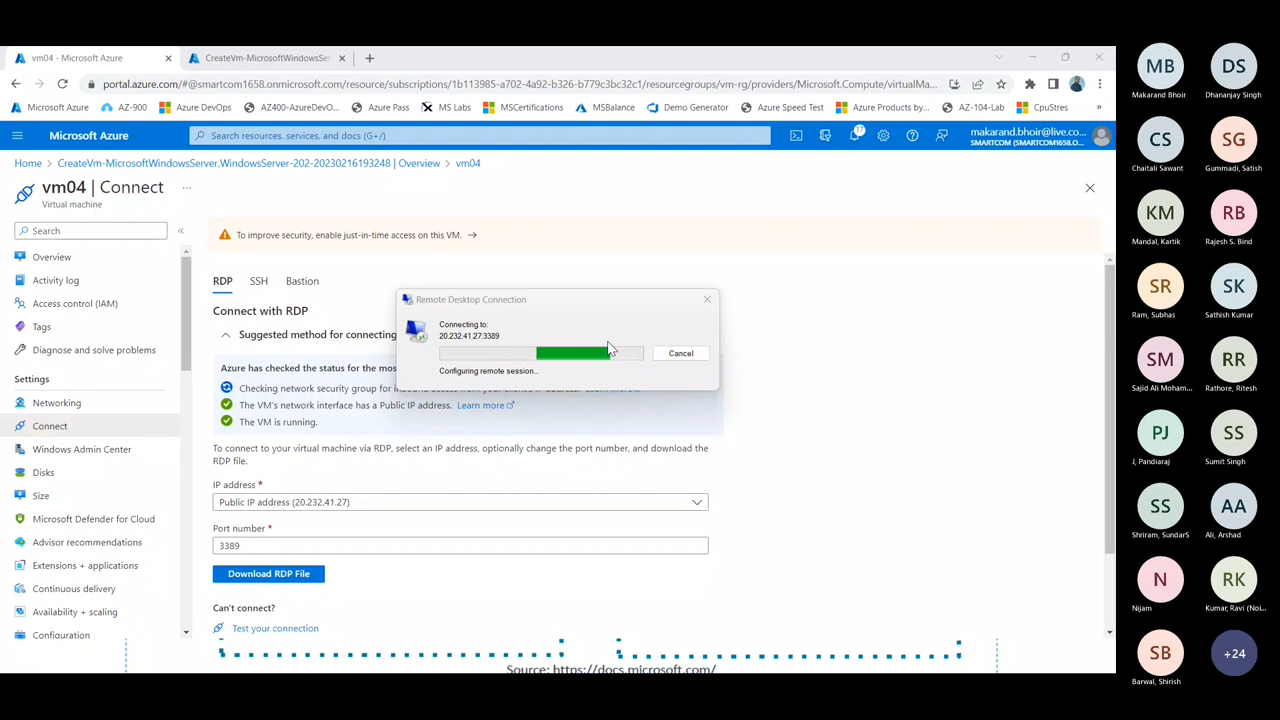 vm04 - Microsoft Azure
CreateVm-MicrosoftWindowsSer
portal.azure.com/#@smartcom1658.onmicrosoft.com/resource/subscriptions/1b113985-a702-4a92-b326-b779c3bc32c1/resourcegroups/vm-rg/providers/Microsoft.Compute/virtualMa...
Microsoft Azure
AZ-900
Azure DevOps
AZ400-AzureDevO...
Azure Pass
MS Labs
MSCertifications
MSBalance
Demo Generator
Azure Speed Test
Azure Products by...
AZ-104-Lab
CpuStres
»
Microsoft Azure
Search resources, services, and docs (G+/)
17
makarand.bhoir@live.co...
SMARTCOM (SMARTCOM1658.O...
Home > CreateVm-MicrosoftWindowsServer.WindowsServer-202-20230216193248 | Overview > vm04
vm04 | Connect
...
Virtual machine
Search
«
Overview
Activity log
Access control (IAM)
Tags
Diagnose and solve problems
Settings
Networking
Connect
Windows Admin Center
Disks
Size
Microsoft Defender for Cloud
Advisor recommendations
Extensions + applications
Continuous delivery
Availability + scaling
Configuration
To improve security, enable just-in-time access on this VM. →
RDP
SSH
Bastion
Connect with RDP
Suggested method for connecting
Azure has checked the status for the mos
Checking network security group for
The VM's network interface has a Public IP address. Learn more
The VM is running.
To connect to your virtual machine via RDP, select an IP address, optionally change the port number, and download the
RDP file.
IP address *
Public IP address (20.232.41.27)
Port number *
3389
Download RDP File
Can't connect?
Test your connection
Remote Desktop Connection
Connecting to:
20.232.41.27:3389
Cancel
Configuring remote session...
Source: https://docs.microsoft.com/
MB
Makarand Bhoir
DS
Dhananjay Singh
CS
Chaitali Sawant
SG
Gummadi, Satish
KM
Mandal, Kartik
RB
Rajesh S. Bind
SR
Ram, Subhas
SK
Sathish Kumar
SM
Sajid Ali Moham...
RR
Rathore, Ritesh
PJ
J, Pandiaraj
SS
Sumit Singh
SS
Shriram, SundarS
AA
Ali, Arshad
N
Nijam
RK
Kumar, Ravi (Noi...
SB
Barwal, Shirish
+24